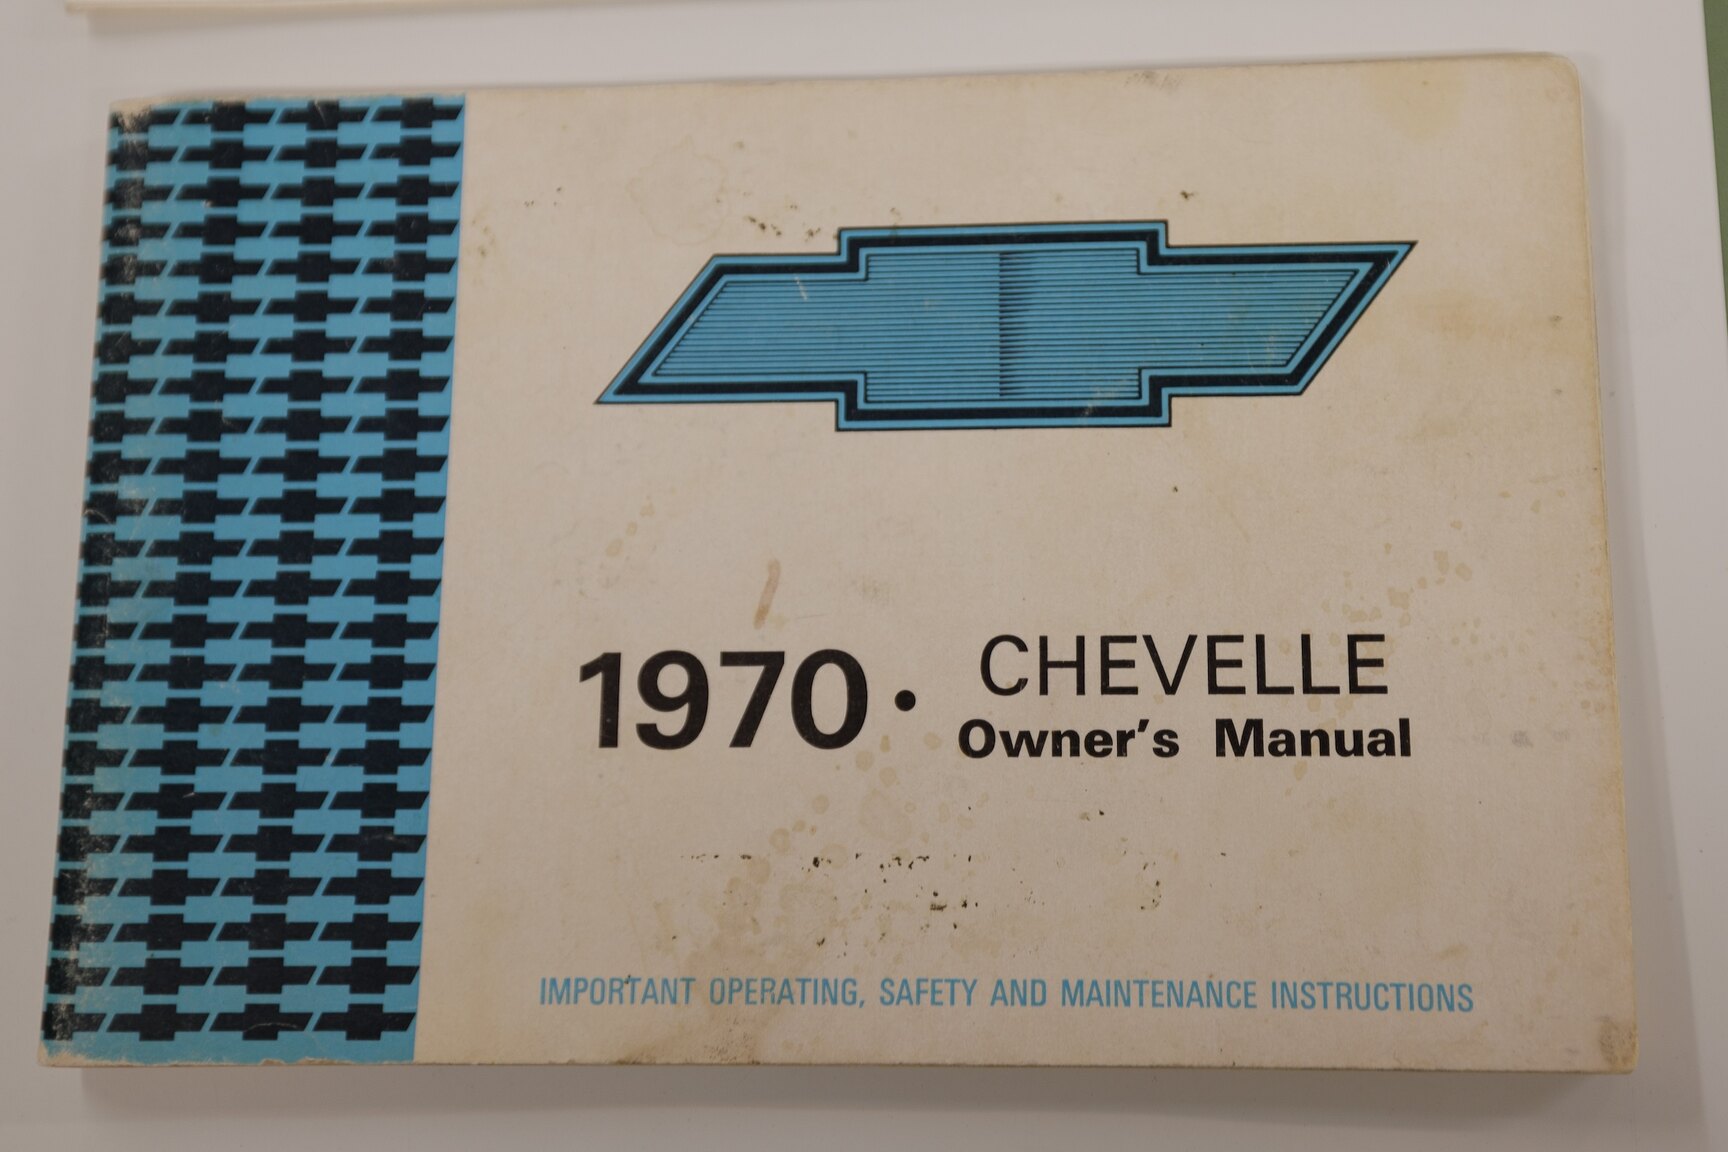 1970 • CHEVELLE
Owner's Manual
IMPORTANT OPERATING, SAFETY AND MAINTENANCE INSTRUCTIONS